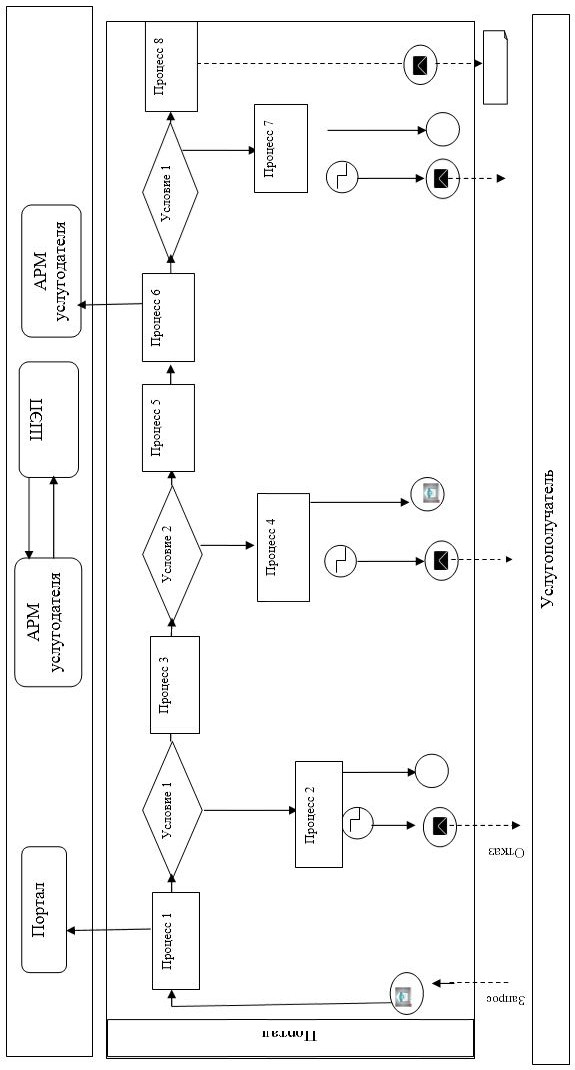 АРМ
услугодателя
ШЭП
АРМ
услугодателя
Портал
Процесс 8
Условие 1
Процесс 7
Процесс 6
Процесс 5
Условие 2
Процесс 4
Процесс 3
Условие 1
Процесс 2
Процесс 1
Отказ
Запрос
Портал
Услугополучатель